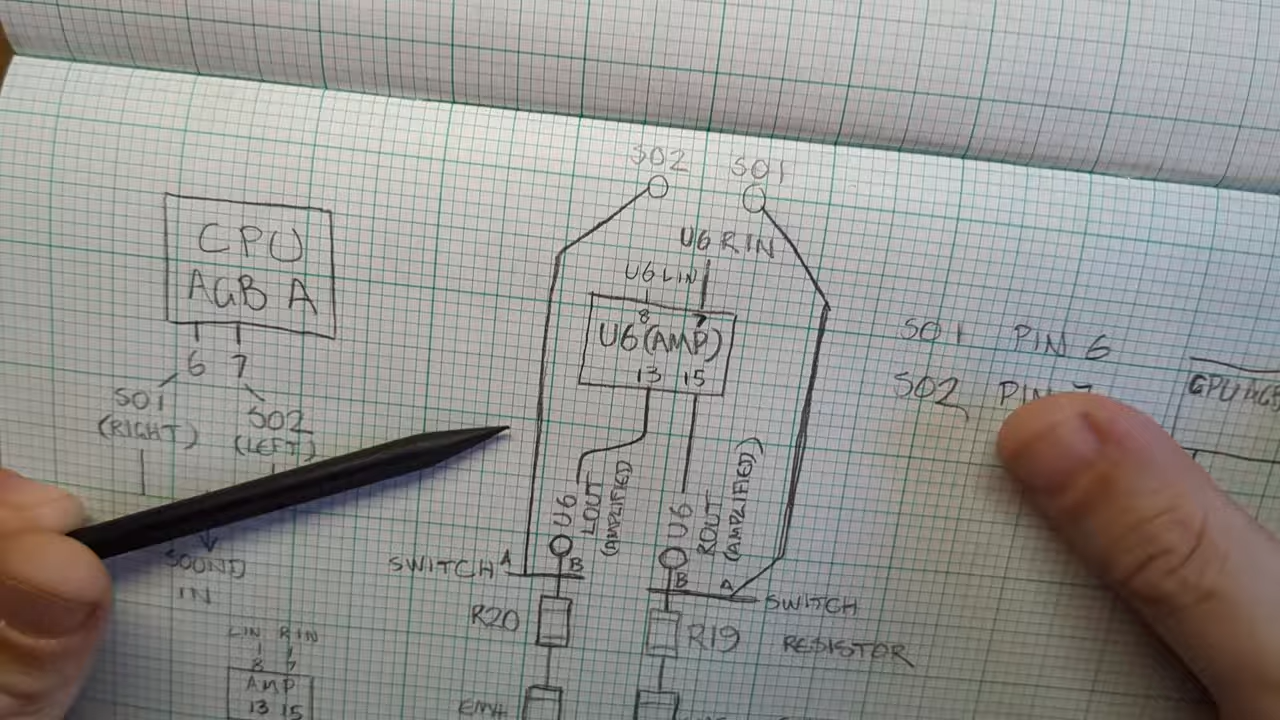 SO2 SO1
CPU
AGB A
6 7
SO1
(RIGHT)
SO2
(LEFT)
SOUND
IN
LIN RIN
8 7
AMP
13 15
U6 RIN
U6 LIN
8 7
U6 (AMP)
13 15
U6
LOUT
(AMPLIFIED)
U6
ROUT
(AMPLIFIED)
SWITCH A B
B A SWITCH
R20
R19 RESISTOR
SO1 PIN 6
SO2 PIN 7